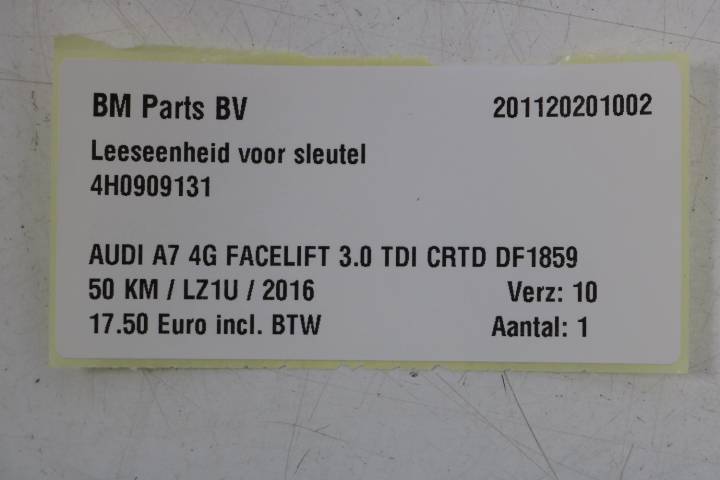 BM Parts BV 201120201002
Leeseenheid voor sleutel
4H0909131
AUDI A7 4G FACELIFT 3.0 TDI CRTD DF1859
50 KM / LZ1U / 2016 Verz: 10
17.50 Euro incl. BTW Aantal: 1